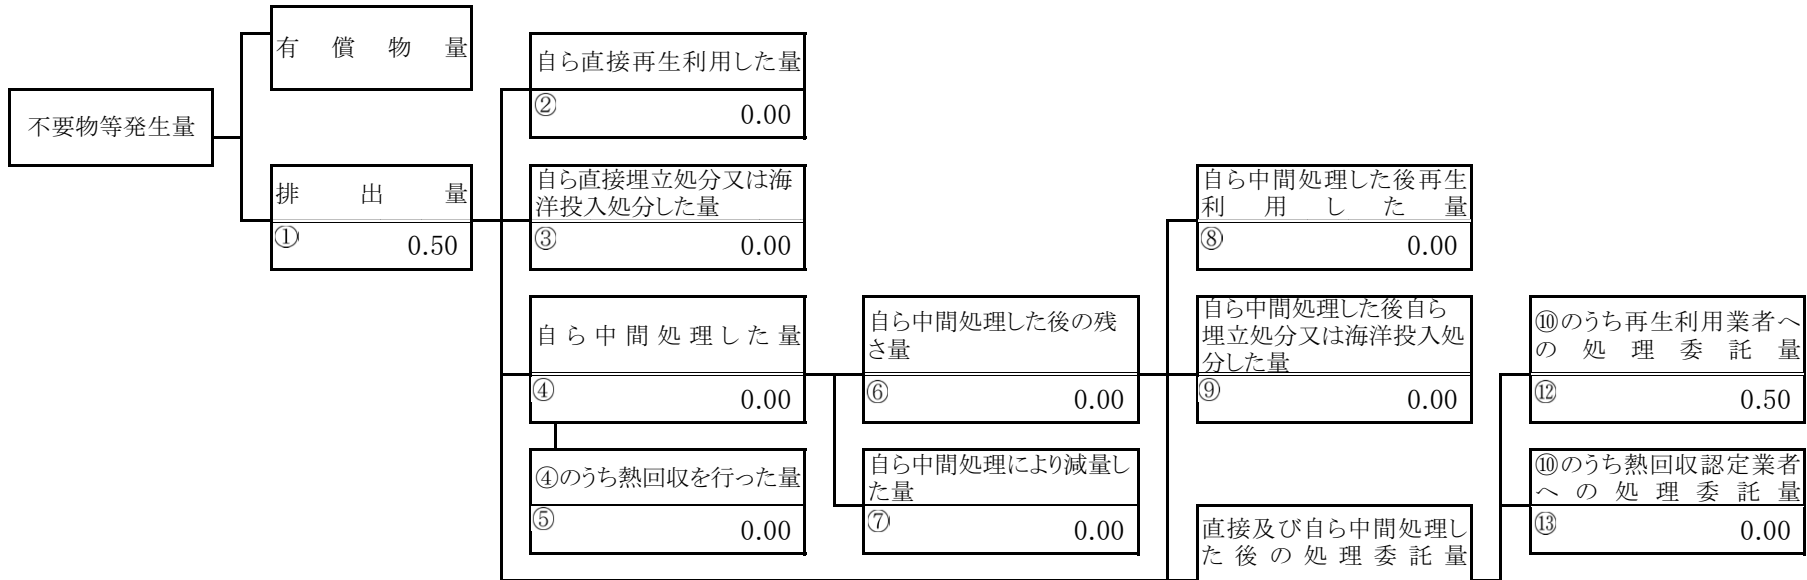 有償物量
不要物等発生量
排出量
① 0.50
自ら直接再生利用した量
② 0.00
自ら直接埋立処分又は海
洋投入処分した量
③ 0.00
自ら中間処理した量
④ 0.00
④のうち熱回収を行った量
⑤ 0.00
自ら中間処理した後の残
さ量
⑥ 0.00
自ら中間処理により減量し
た量
⑦ 0.00
自ら中間処理した後再生
利用した量
⑧ 0.00
自ら中間処理した後自ら
埋立処分又は海洋投入処
分した量
⑨ 0.00
直接及び自ら中間処理し
た後の処理委託量
⑩のうち再生利用業者へ
の処理委託量
⑫ 0.50
⑩のうち熱回収認定業者
への処理委託量
⑬ 0.00